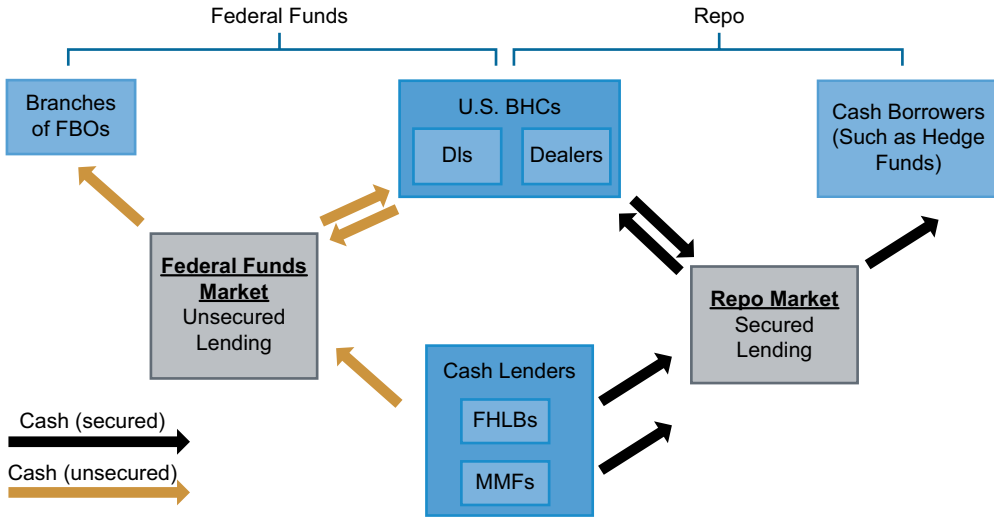 Federal Funds
Repo
Branches
of FBOs
U.S. BHCs
DIs
Dealers
Cash Borrowers
(Such as Hedge
Funds)
Federal Funds
Market
Unsecured
Lending
Repo Market
Secured
Lending
Cash Lenders
FHLBs
MMFs
Cash (secured)
Cash (unsecured)